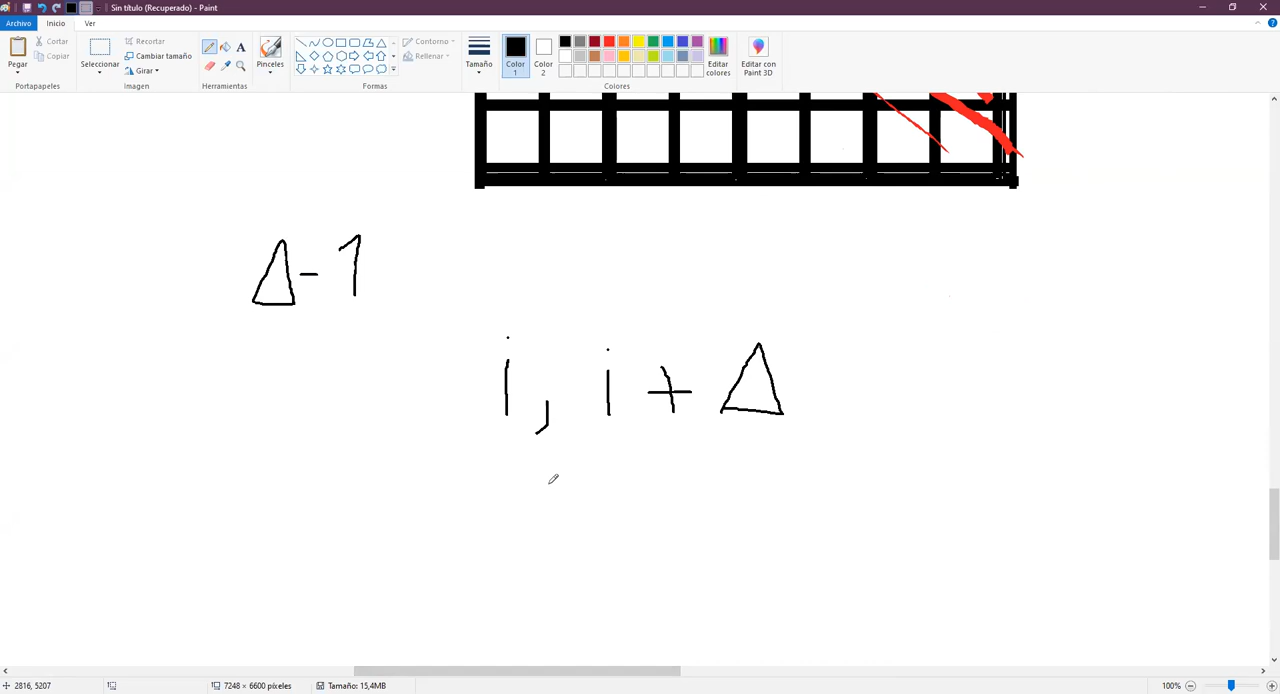 Sin título (Recuperado) - Paint
Archivo Inicio Ver
Pegar
Cortar
Copiar
Portapapeles
Seleccionar
Recortar
Cambiar tamaño
Girar
Imagen
A
Herramientas
Pinceles
Contorno
Rellenar
Formas
Tamaño
Color 1
Color 2
Editar colores
Editar con Paint 3D
Colores
Δ - 1
i, i + Δ
2816, 5207
7248 × 6600 píxeles
Tamaño: 15,4MB
100%